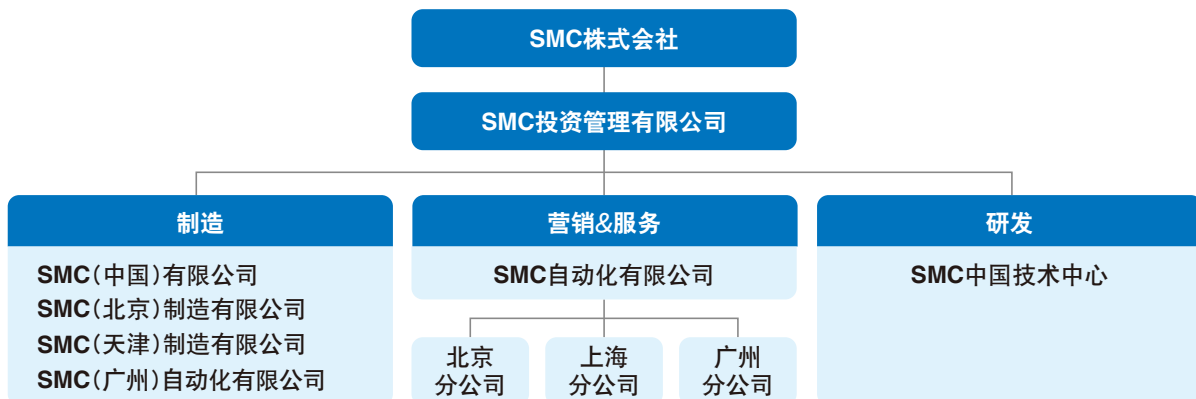 SMC株式会社
SMC投资管理有限公司
制造
SMC(中国)有限公司
SMC(北京)制造有限公司
SMC(天津)制造有限公司
SMC(广州)自动化有限公司
营销&服务
SMC自动化有限公司
北京
分公司
上海
分公司
广州
分公司
研发
SMC中国技术中心